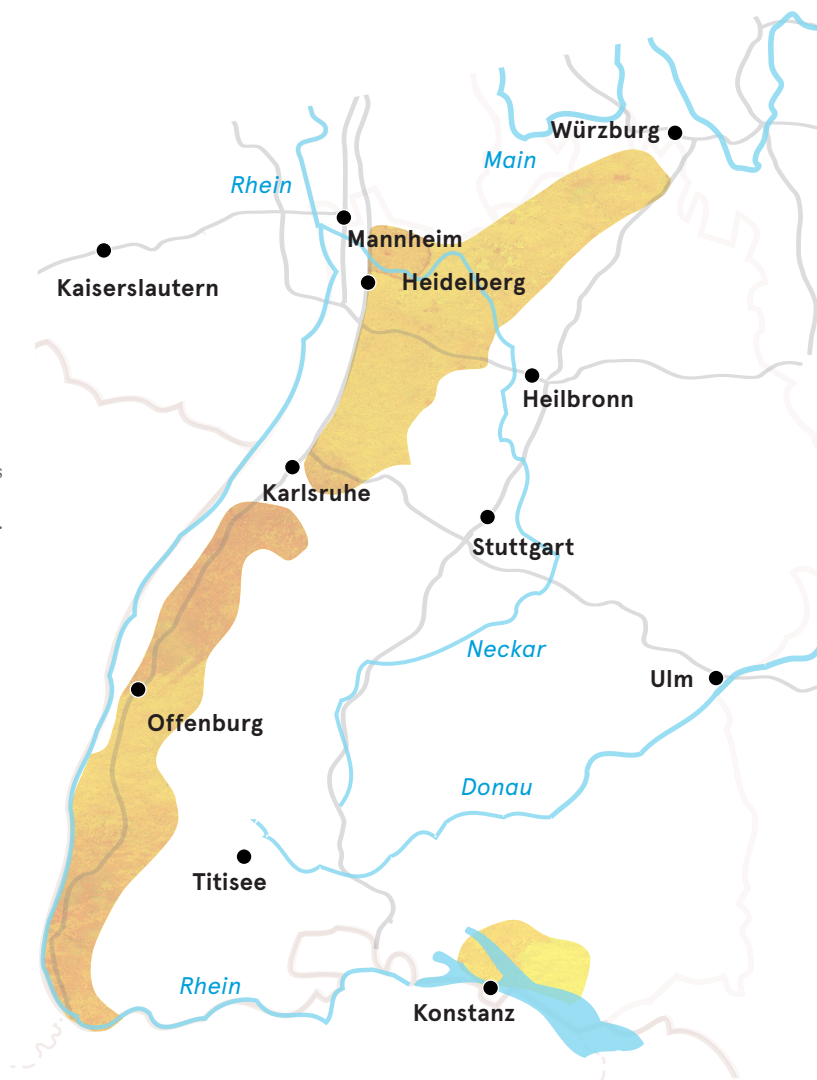 Würzburg
Main
Rhein
Mannheim
Kaiserslautern
Heidelberg
Heilbronn
s
Karlsruhe
.
Stuttgart
Neckar
Ulm
Offenburg
Donau
Titisee
Rhein
Konstanz